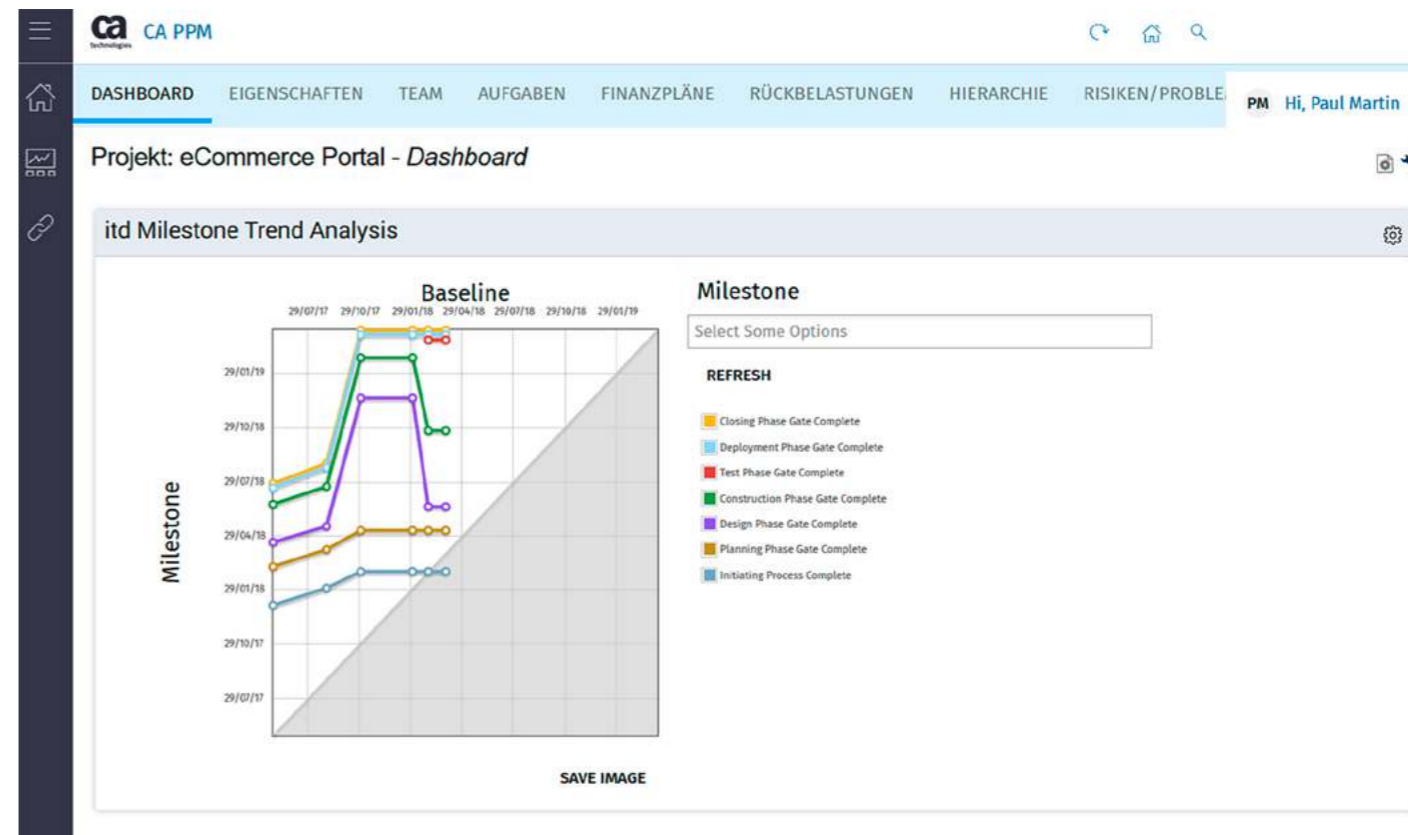 ca
technologies
CA PPM
DASHBOARD EIGENSCHAFTEN TEAM AUFGABEN FINANZPLÄNE RÜCKBELASTUNGEN HIERARCHIE RISIKEN/PROBLE
PM Hi, Paul Martin
Projekt: eCommerce Portal - Dashboard
itd Milestone Trend Analysis
Baseline
29/07/17 29/10/17 29/01/18 29/04/18 29/07/18 29/10/18 29/01/19
Milestone
29/01/19
29/10/18
29/07/18
29/04/18
29/01/18
29/10/17
29/07/17
SAVE IMAGE
Milestone
Select Some Options
REFRESH
Closing Phase Gate Complete
Deployment Phase Gate Complete
Test Phase Gate Complete
Construction Phase Gate Complete
Design Phase Gate Complete
Planning Phase Gate Complete
Initiating Process Complete